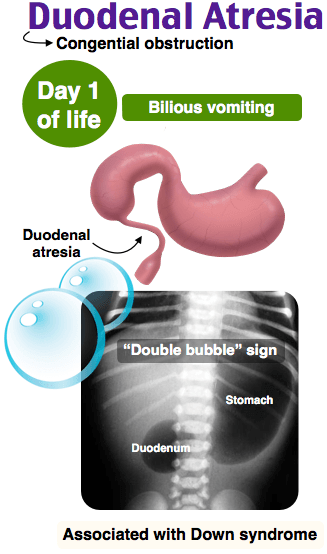 Duodenal Atresia
Congential obstruction
Day 1
of life
Bilious vomiting
Duodenal
atresia
“Double bubble” sign
Stomach
Duodenum
Associated with Down syndrome